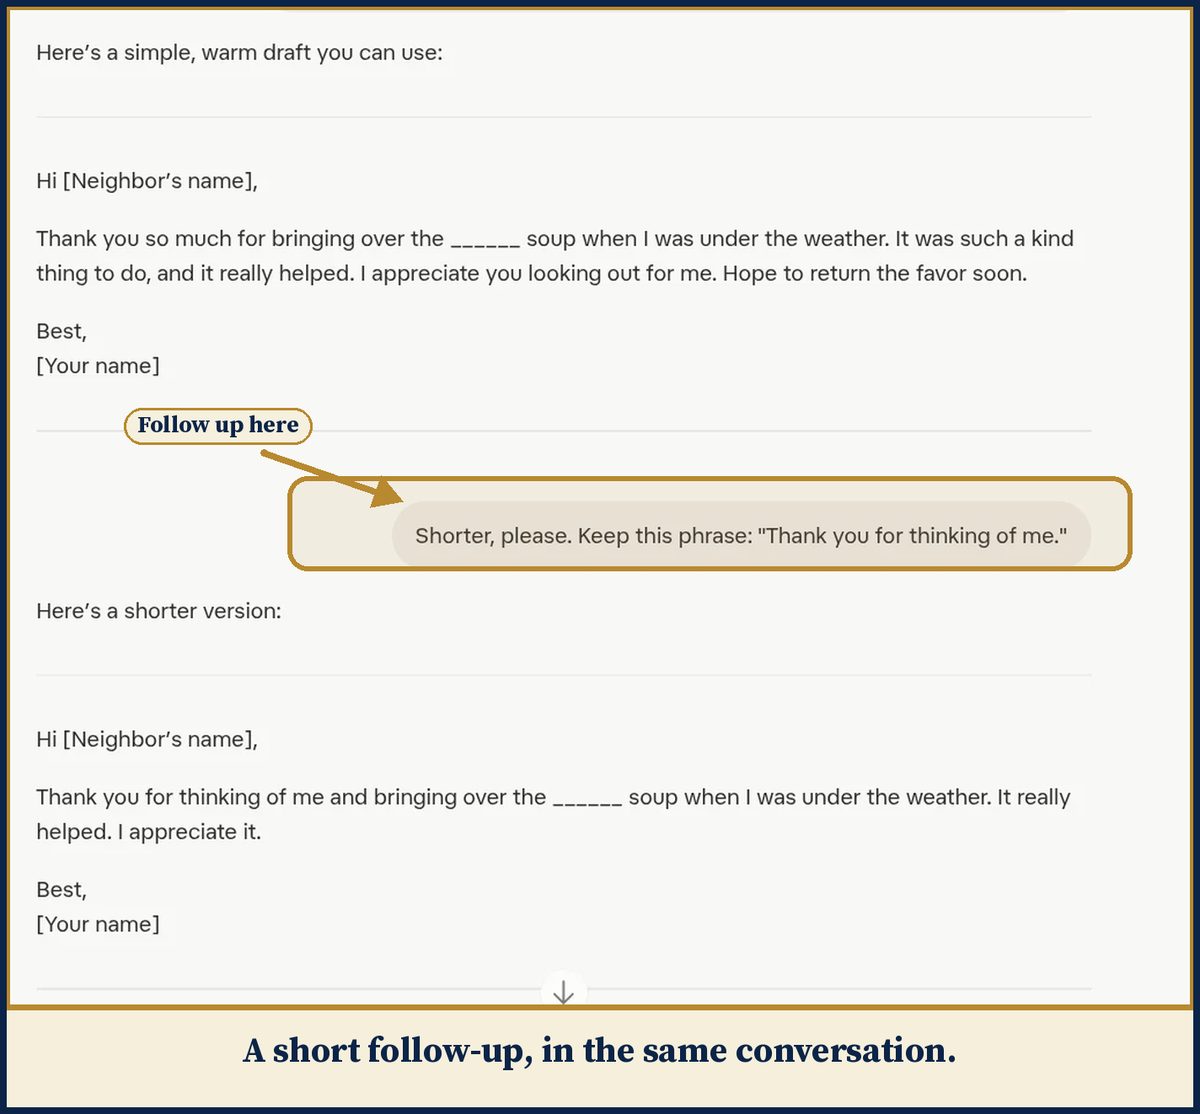 Here’s a simple, warm draft you can use:
Hi [Neighbor’s name],
Thank you so much for bringing over the ______ soup when I was under the weather. It was such a kind
thing to do, and it really helped. I appreciate you looking out for me. Hope to return the favor soon.
Best,
[Your name]
Follow up here
Shorter, please. Keep this phrase: "Thank you for thinking of me."
Here’s a shorter version:
Hi [Neighbor’s name],
Thank you for thinking of me and bringing over the ______ soup when I was under the weather. It really
helped. I appreciate it.
Best,
[Your name]
A short follow-up, in the same conversation.